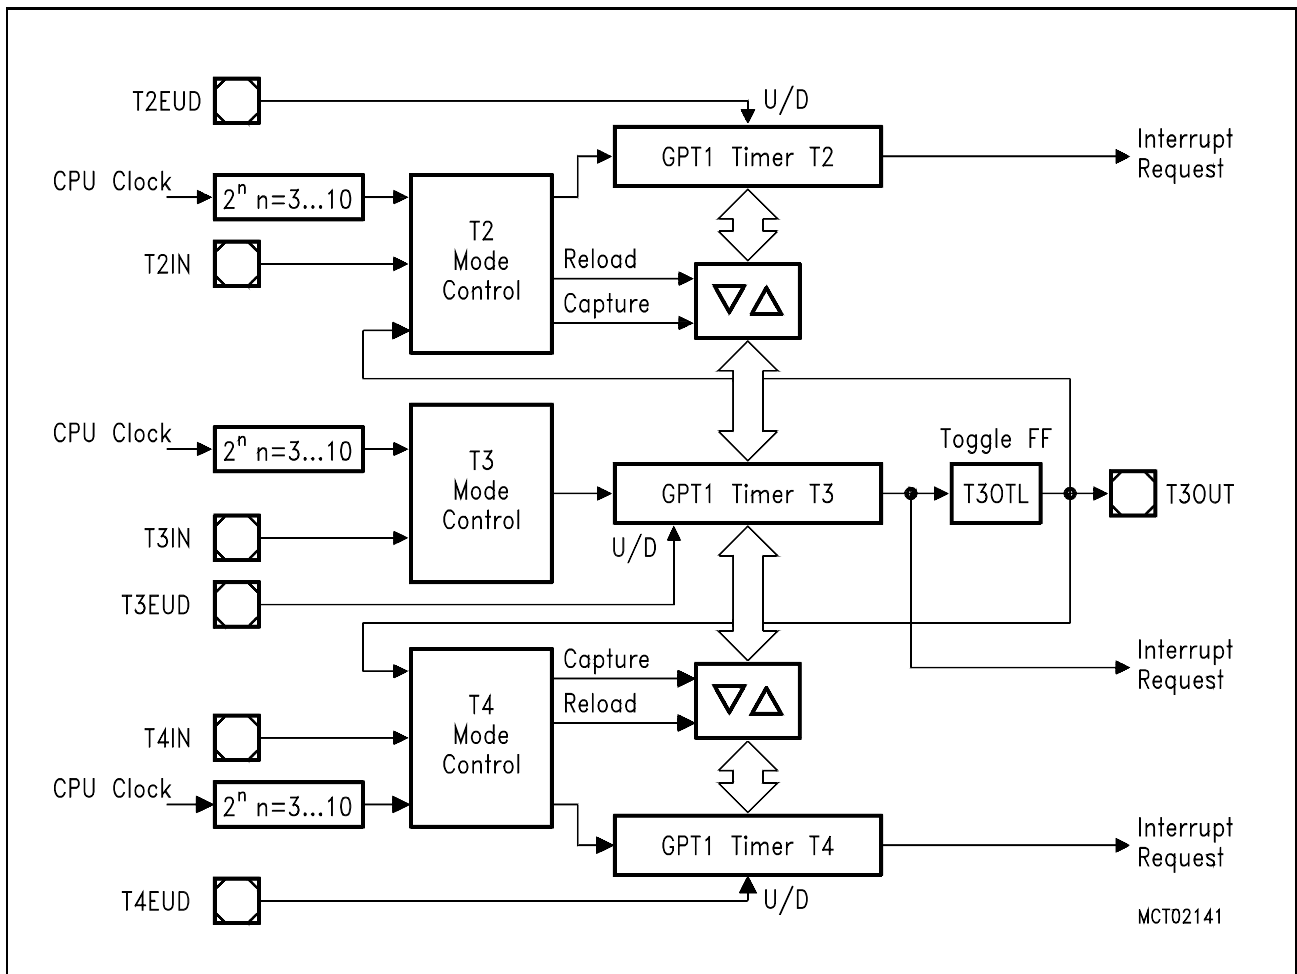 T2EUD
U/D
GPT1 Timer T2
Interrupt
Request
CPU Clock
2ⁿ n=3...10
T2IN
T2
Mode
Control
Reload
Capture
CPU Clock
2ⁿ n=3...10
T3IN
T3EUD
T3
Mode
Control
GPT1 Timer T3
U/D
Toggle FF
T3OTL
T3OUT
Interrupt
Request
Capture
Reload
T4
Mode
Control
T4IN
CPU Clock
2ⁿ n=3...10
GPT1 Timer T4
Interrupt
Request
T4EUD
U/D
MCT02141